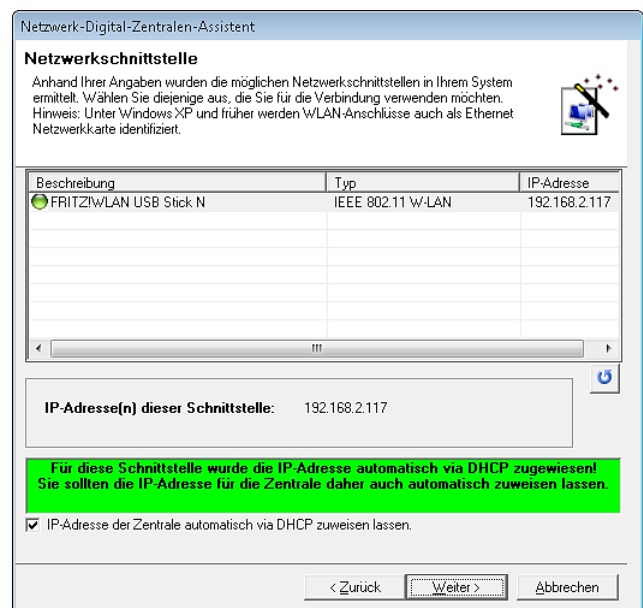 Netzwerk-Digital-Zentralen-Assistent
Netzwerkschnittstelle
Anhand Ihrer Angaben wurden die möglichen Netzwerkschnittstellen in Ihrem System
ermittelt. Wählen Sie diejenige aus, die Sie für die Verbindung verwenden möchten.
Hinweis: Unter Windows XP und früher werden WLAN-Anschlüsse auch als Ethernet
Netzwerkkarte identifiziert.
Beschreibung Typ IP-Adresse
FRITZ!WLAN USB Stick N IEEE 802.11 W-LAN 192.168.2.117
IP-Adresse(n) dieser Schnittstelle: 192.168.2.117
Für diese Schnittstelle wurde die IP-Adresse automatisch via DHCP zugewiesen!
Sie sollten die IP-Adresse für die Zentrale daher auch automatisch zuweisen lassen.
IP-Adresse der Zentrale automatisch via DHCP zuweisen lassen.
< Zurück Weiter > Abbrechen